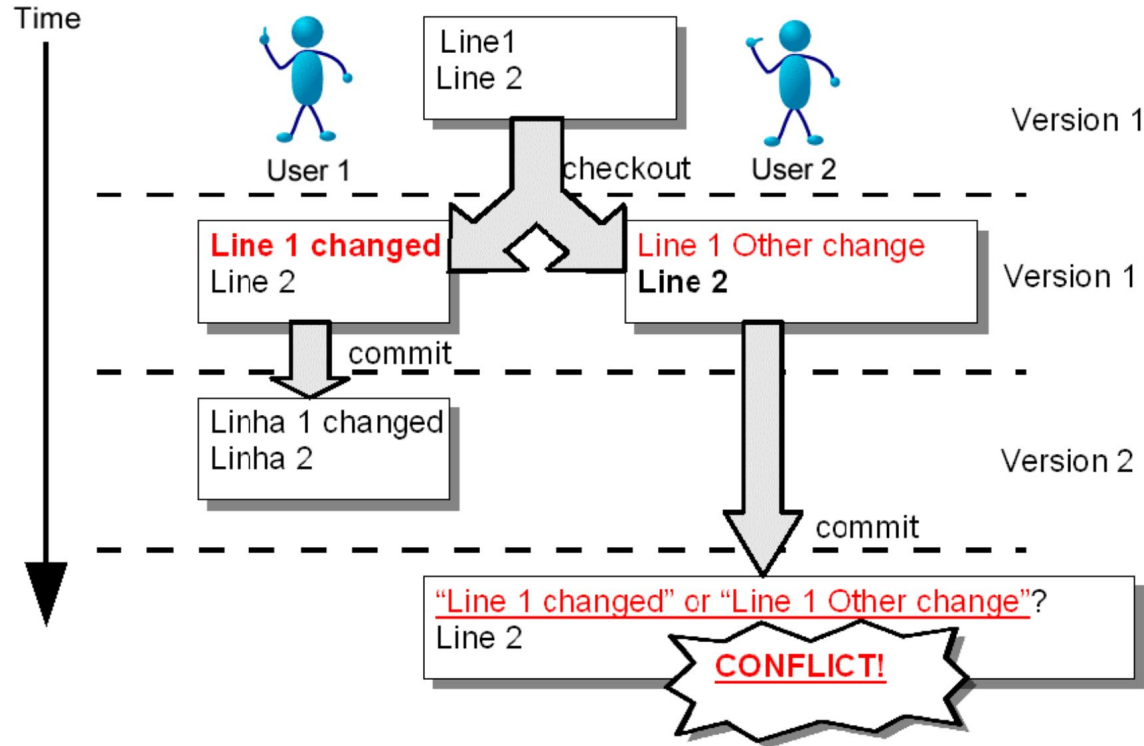 Time
Line1
Line 2
User 1
User 2
Version 1
checkout
Line 1 changed
Line 2
Line 1 Other change
Line 2
Version 1
commit
Linha 1 changed
Linha 2
Version 2
commit
“Line 1 changed” or “Line 1 Other change”?
Line 2
CONFLICT!